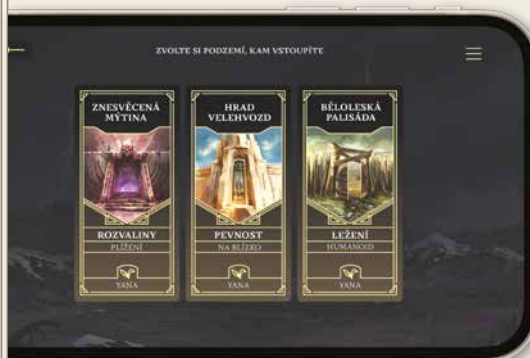 ZVOLTE SI PODZEMÍ, KAM VSTOUPÍTE
ZNESVĚCENÁ
MÝTINA
ROZVALINY
PLÍŽENÍ
YANA
HRAD
VELEHVOZD
PEVNOST
NA BLÍZKO
YANA
BĚLOLESKÁ
PALISÁDA
LEŽENÍ
HUMANOID
YANA